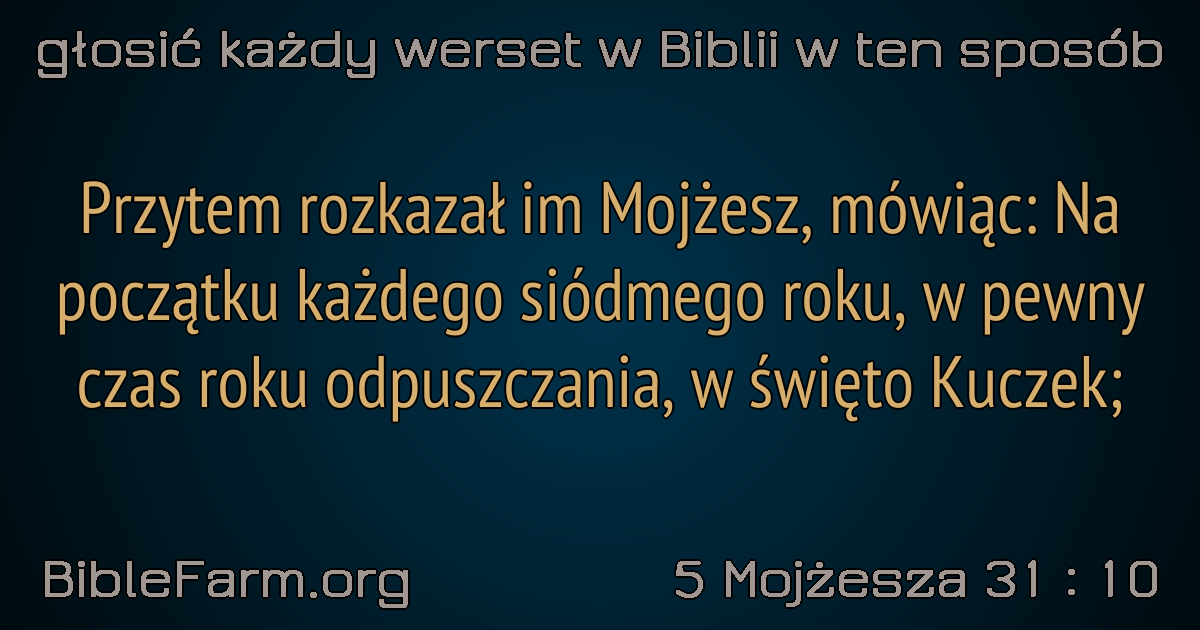 głosić każdy werset w Biblii w ten sposób
Przytem rozkazał im Mojżesz, mówiąc: Na
początku każdego siódmego roku, w pewny
czas roku odpuszczania, w święto Kuczek;
BibleFarm.org
5 Mojżesza 31 : 10